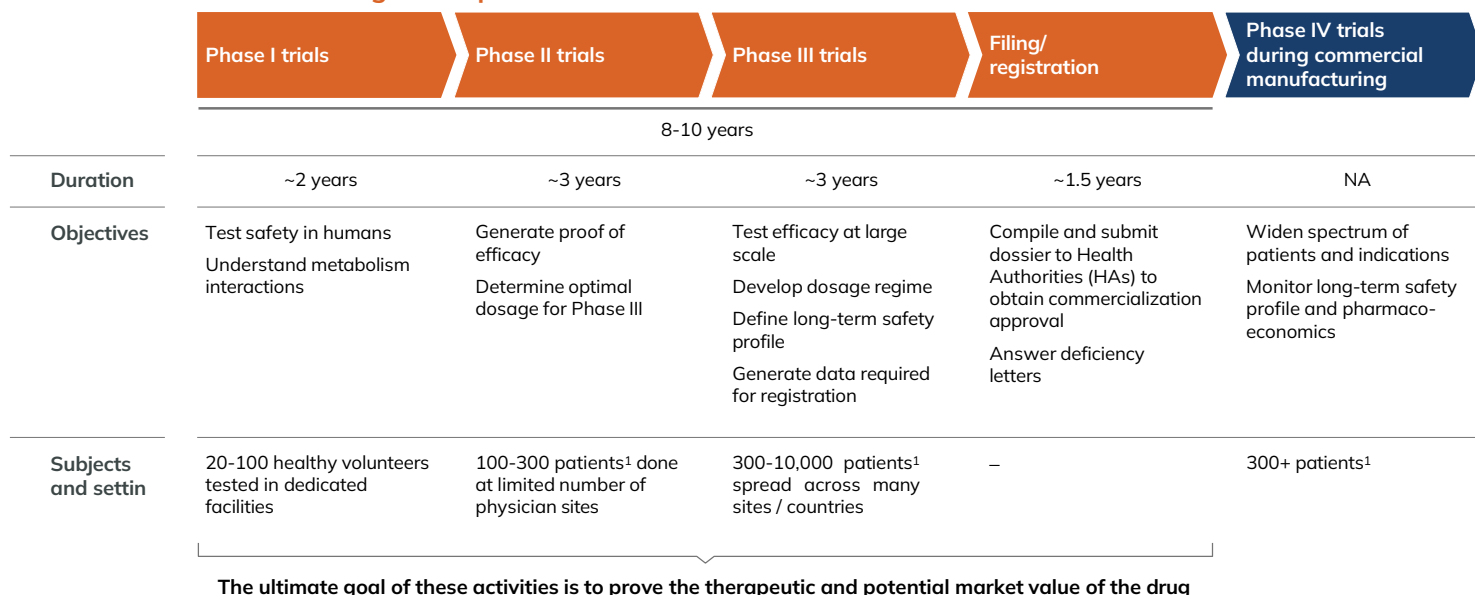 Phase I trials
Phase II trials
Phase III trials
Filing/
registration
Phase IV trials
during commercial
manufacturing
8-10 years
Duration
~2 years
~3 years
~3 years
~1.5 years
NA
Objectives
Test safety in humans
Understand metabolism
interactions
Generate proof of
efficacy
Determine optimal
dosage for Phase III
Test efficacy at large
scale
Develop dosage regime
Define long-term safety
profile
Generate data required
for registration
Compile and submit
dossier to Health
Authorities (HAs) to
obtain commercialization
approval
Answer deficiency
letters
Widen spectrum of
patients and indications
Monitor long-term safety
profile and pharmaco-
economics
Subjects
and settin
20-100 healthy volunteers
tested in dedicated
facilities
100-300 patients¹ done
at limited number of
physician sites
300-10,000 patients¹
spread across many
sites / countries
–
300+ patients¹
The ultimate goal of these activities is to prove the therapeutic and potential market value of the drug